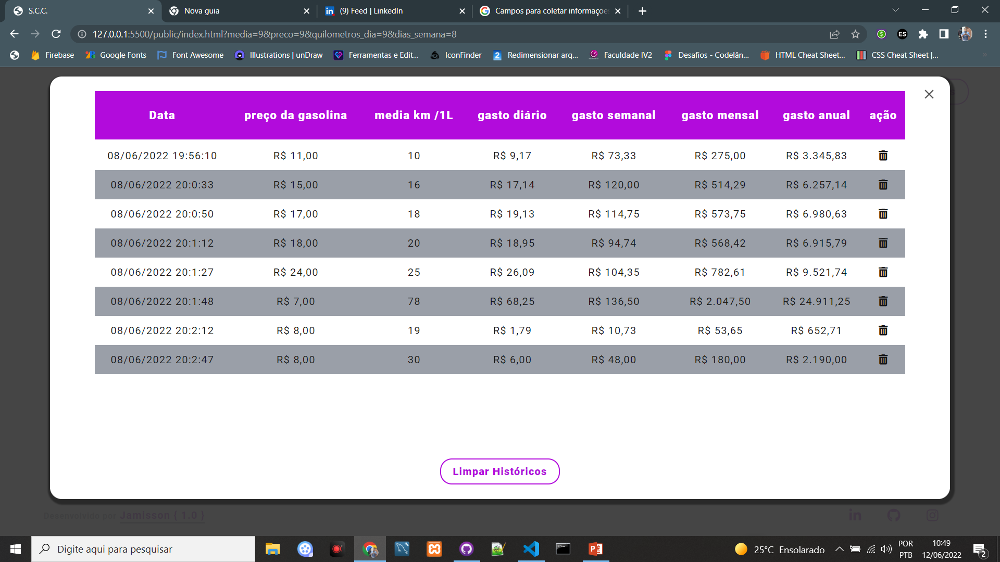 S.C.C.
Nova guia
(9) Feed | LinkedIn
Campos para coletar informaçoe
127.0.0.1:5500/public/index.html?media=9&preco=9&quilometros_dia=9&dias_semana=8
Firebase
Google Fonts
Font Awesome
Illustrations | unDraw
Ferramentas e Edit...
IconFinder
Redimensionar arq...
Faculdade IV2
Desafios - Codelân...
HTML Cheat Sheet...
CSS Cheat Sheet |...
Data preço da gasolina media km /1L gasto diário gasto semanal gasto mensal gasto anual ação
08/06/2022 19:56:10 R$ 11,00 10 R$ 9,17 R$ 73,33 R$ 275,00 R$ 3.345,83
08/06/2022 20:0:33 R$ 15,00 16 R$ 17,14 R$ 120,00 R$ 514,29 R$ 6.257,14
08/06/2022 20:0:50 R$ 17,00 18 R$ 19,13 R$ 114,75 R$ 573,75 R$ 6.980,63
08/06/2022 20:1:12 R$ 18,00 20 R$ 18,95 R$ 94,74 R$ 568,42 R$ 6.915,79
08/06/2022 20:1:27 R$ 24,00 25 R$ 26,09 R$ 104,35 R$ 782,61 R$ 9.521,74
08/06/2022 20:1:48 R$ 7,00 78 R$ 68,25 R$ 136,50 R$ 2.047,50 R$ 24.911,25
08/06/2022 20:2:12 R$ 8,00 19 R$ 1,79 R$ 10,73 R$ 53,65 R$ 652,71
08/06/2022 20:2:47 R$ 8,00 30 R$ 6,00 R$ 48,00 R$ 180,00 R$ 2.190,00
Limpar Históricos
Desenvolvido por Jamisson { 1.0 }
Digite aqui para pesquisar
25°C Ensolarado
POR
PTB
10:49
12/06/2022
2